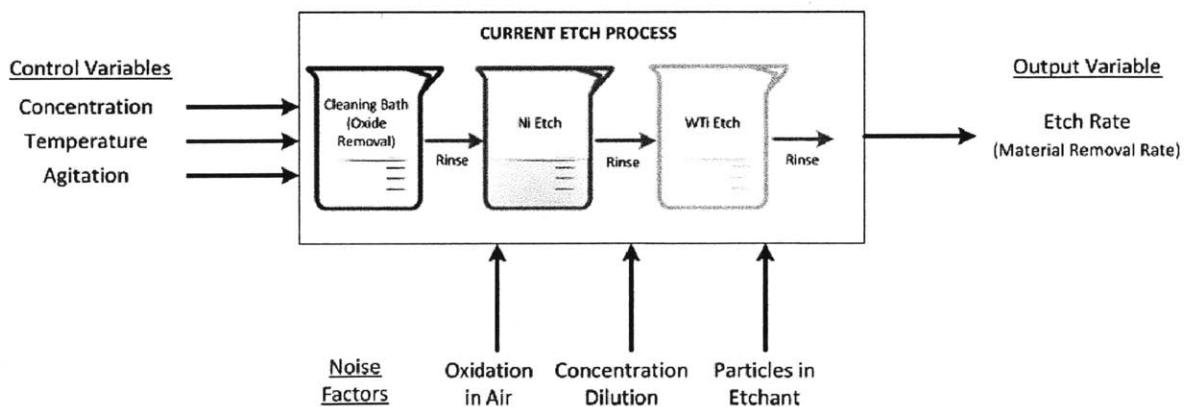 CURRENT ETCH PROCESS
Control Variables
Concentration
Temperature
Agitation
Cleaning Bath
(Oxide
Removal)
Rinse
Ni Etch
Rinse
WTi Etch
Rinse
Output Variable
Etch Rate
(Material Removal Rate)
Noise
Factors
Oxidation
in Air
Concentration
Dilution
Particles in
Etchant